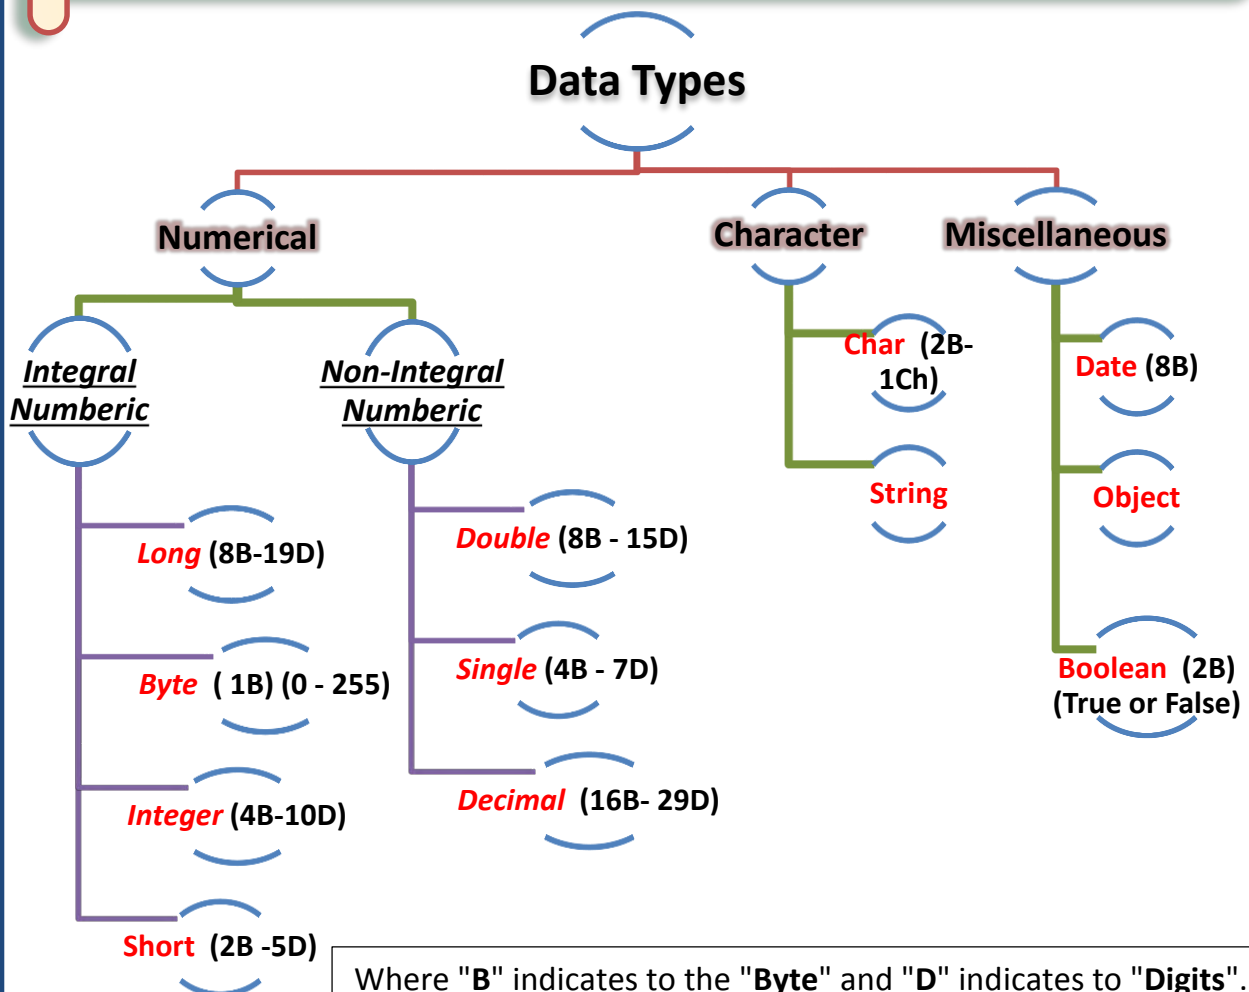 Data Types
Numerical
Character
Miscellaneous
Integral
Numberic
Non-Integral
Numberic
Long (8B-19D)
Byte ( 1B) (0 - 255)
Integer (4B-10D)
Short (2B -5D)
Double (8B - 15D)
Single (4B - 7D)
Decimal (16B- 29D)
Char (2B-
1Ch)
String
Date (8B)
Object
Boolean (2B)
(True or False)
Where "B" indicates to the "Byte" and "D" indicates to "Digits".